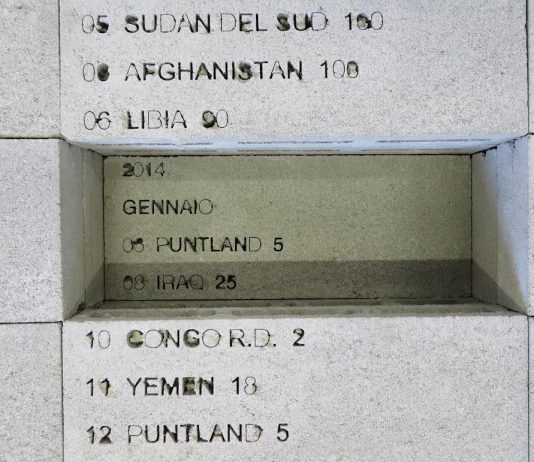 05 SUDAN DEL SUD 160
06 AFGHANISTAN 100
06 LIBIA 90
2014
GENNAIO
06 PUNTLAND 5
08 IRAQ 25
10 CONGO R.D. 2
11 YEMEN 18
12 PUNTLAND 5